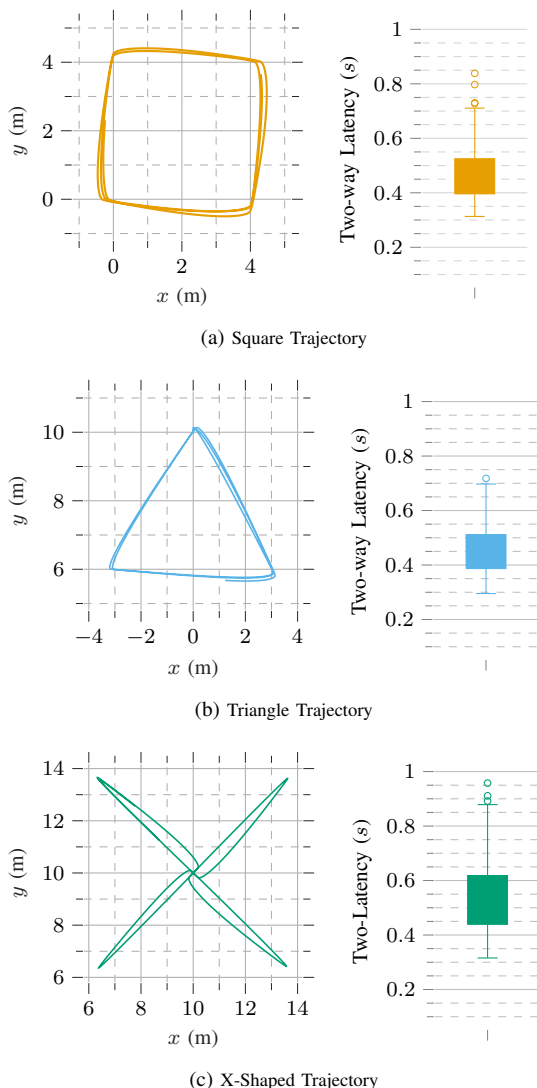 4
2
0
y (m)
0 2 4
x (m)
1
0.8
0.6
0.4
0.2
Two-way Latency (s)
(a) Square Trajectory
10
8
6
y (m)
−4 −2 0 2 4
x (m)
1
0.8
0.6
0.4
0.2
Two-way Latency (s)
(b) Triangle Trajectory
14
12
10
8
6
y (m)
6 8 10 12 14
x (m)
1
0.8
0.6
0.4
0.2
Two-Latency (s)
(c) X-Shaped Trajectory